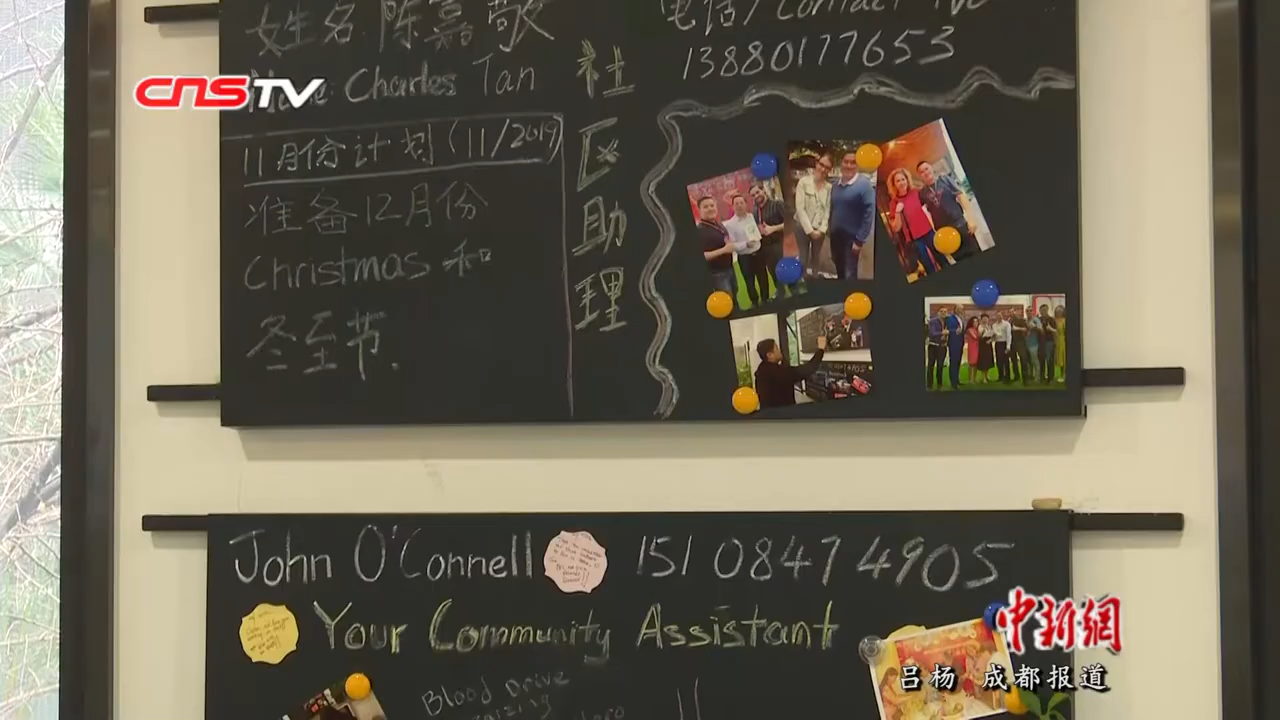 姓名 陈嘉敬
电话/Contact
13880177653
CNSTV
Charles Tan
社区助理
11月份计划(11/2019)
准备12月份
Christmas 和
冬至节.
John O'Connell
151 0847 4905
Your Community Assistant
Blood Drive
中新網
吕杨 成都报道